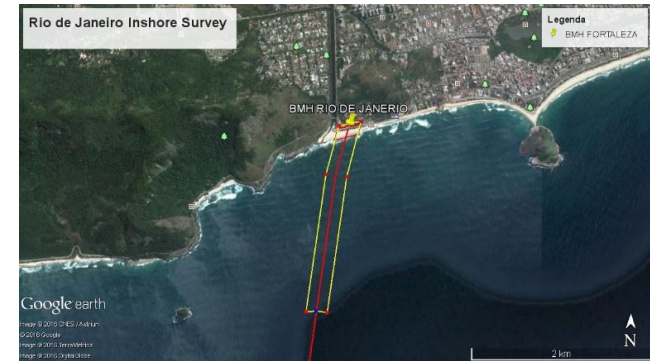 Rio de Janeiro Inshore Survey
Legenda
BMH FORTALEZA
BMH RIO DE JANERIO
Google earth
Image © 2016 CNES / Astrium
© 2016 Google
Image © 2016 TerraMetrics
Image © 2016 DigitalGlobe
N
2 km